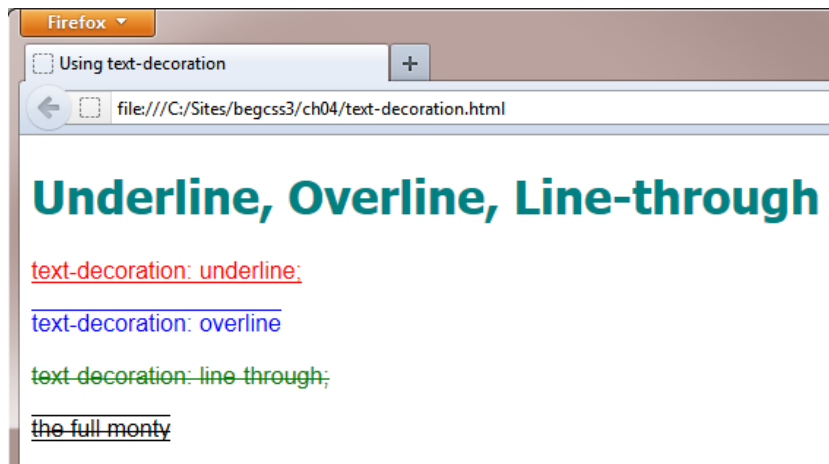 Firefox
Using text-decoration
file:///C:/Sites/begcss3/ch04/text-decoration.html
Underline, Overline, Line-through
text-decoration: underline;
text-decoration: overline
text-decoration: line-through;
the full monty